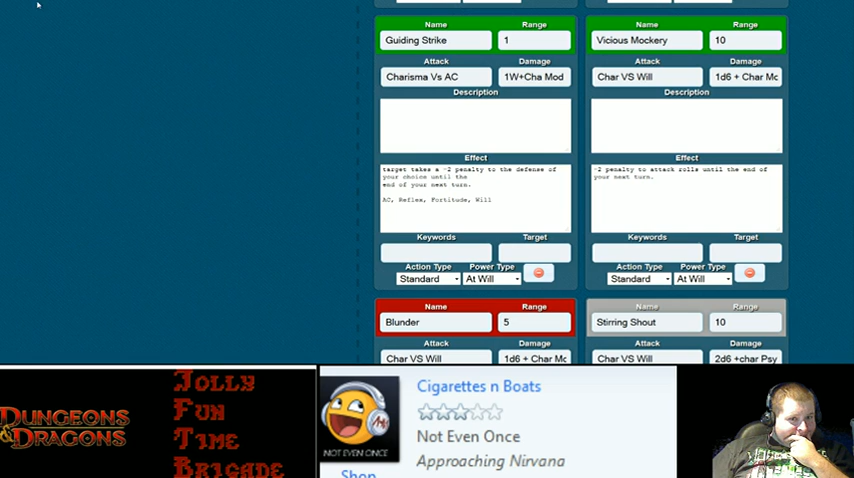 Name Range Name Range
Guiding Strike 1 Vicious Mockery 10
Attack Damage Attack Damage
Charisma Vs AC 1W+Cha Mod Char VS Will 1d6 + Char Mc
Description Description
Effect Effect
target takes a -2 penalty to the defense of
your choice until the
end of your next turn.
AC, Reflex, Fortitude, Will
-2 penalty to attack rolls until the end of
your next turn.
Keywords Target Keywords Target
Action Type Power Type Action Type Power Type
Standard At Will Standard At Will
Name Range Name Range
Blunder 5 Stirring Shout 10
Attack Damage Attack Damage
Char VS Will 1d6 + Char Mc Char VS Will 2d6 +char Psy
DUNGEONS
& DRAGONS
JOLLY
FUN
TIME
BRIGADE
NOT EVEN ONCE
Shop
Cigarettes n Boats
Not Even Once
Approaching Nirvana